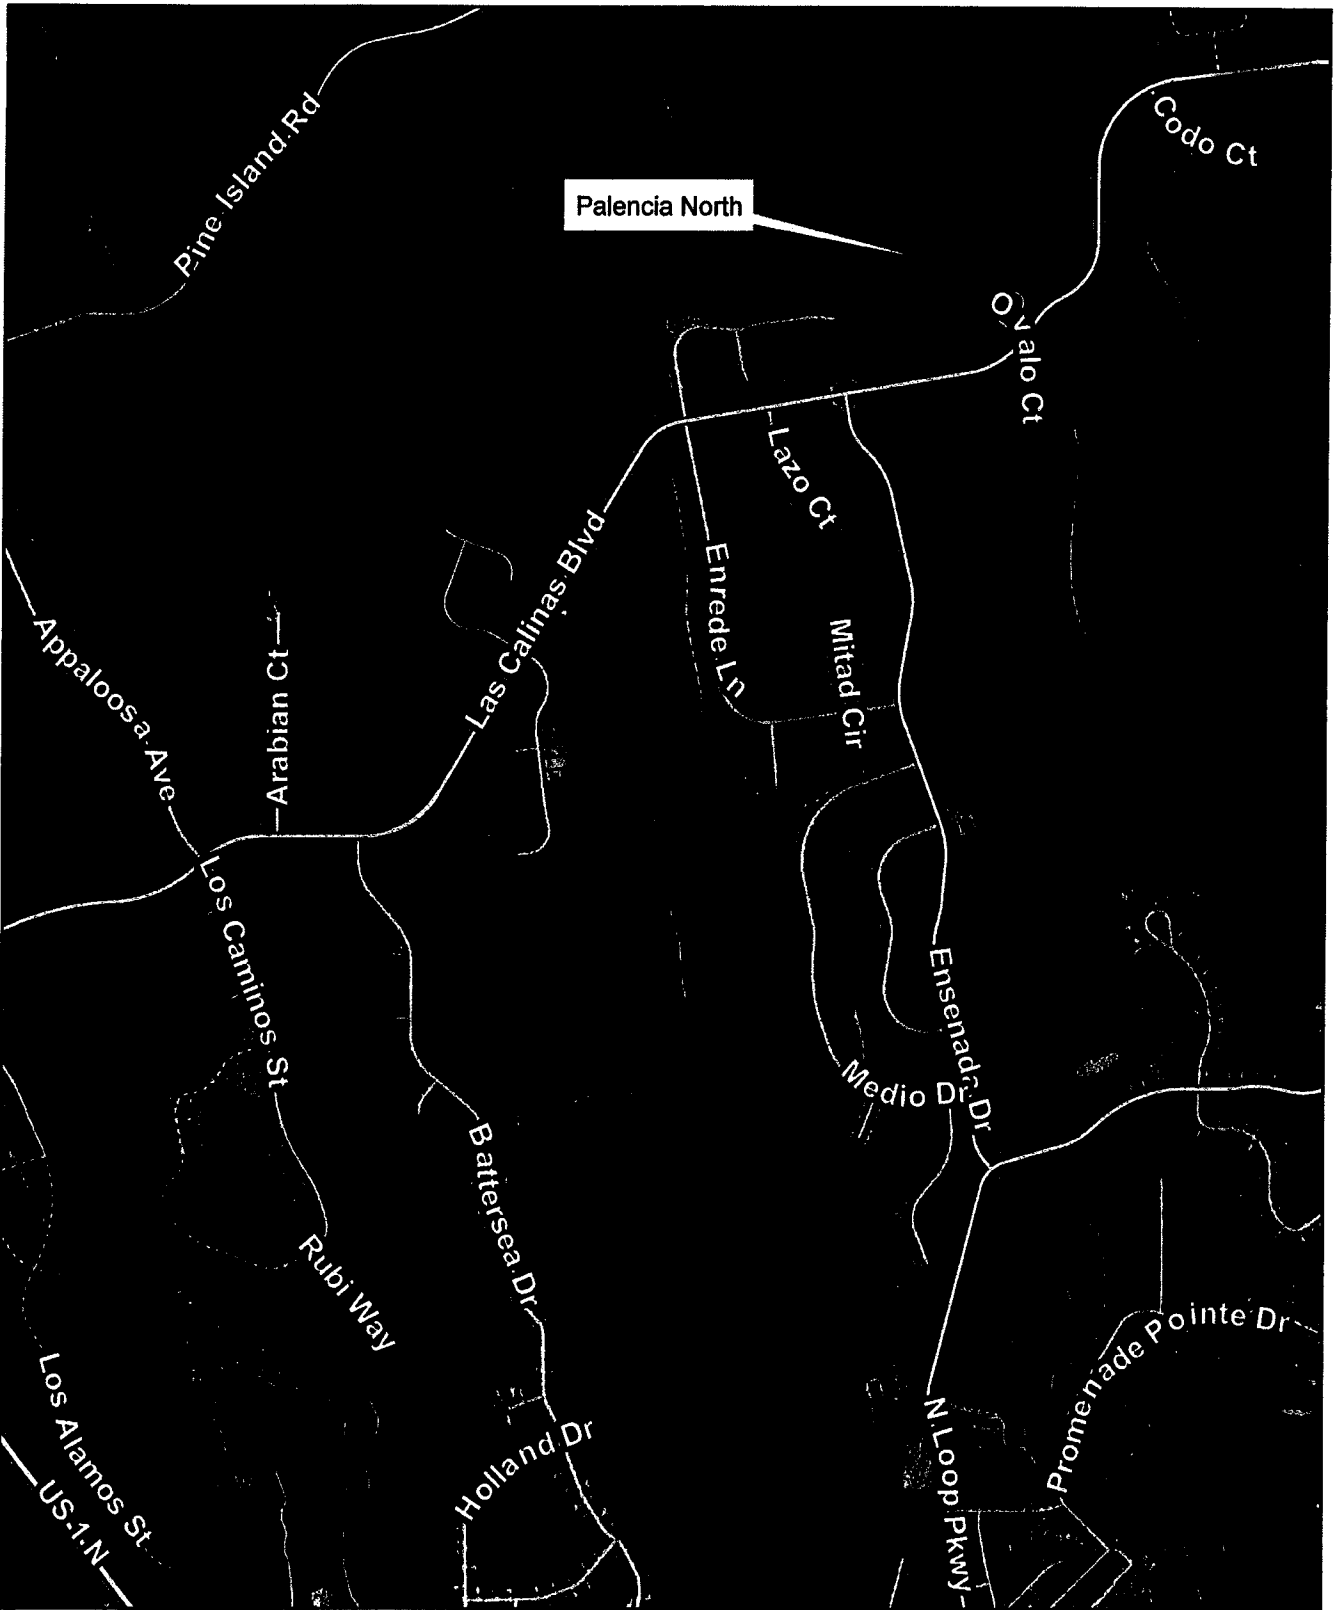 Pine Island Rd
Codo Ct
Palencia North
Ovalo Ct
Lazo Ct
Las Calinas Blvd
Enrede Ln
Mitad Cir
Appaloosa Ave
Arabian Ct
Los Caminos St
Ensenada Dr
Medio Dr
Battersea Dr
Rubi Way
Promenade Pointe Dr
Los Alamos St
Holland Dr
N Loop Pkwy
US 1 N